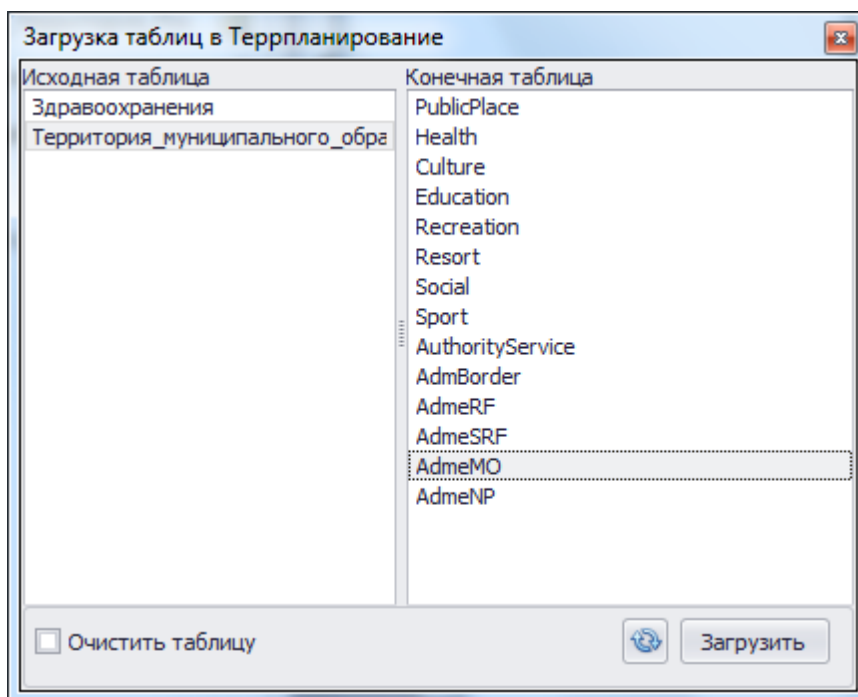 Загрузка таблиц в Террпланирование
Исходная таблица
Здравоохранения
Территория_муниципального_обра
Конечная таблица
PublicPlace
Health
Culture
Education
Recreation
Resort
Social
Sport
AuthorityService
AdmBorder
AdmeRF
AdmeSRF
AdmeMO
AdmeNP
Очистить таблицу
Загрузить